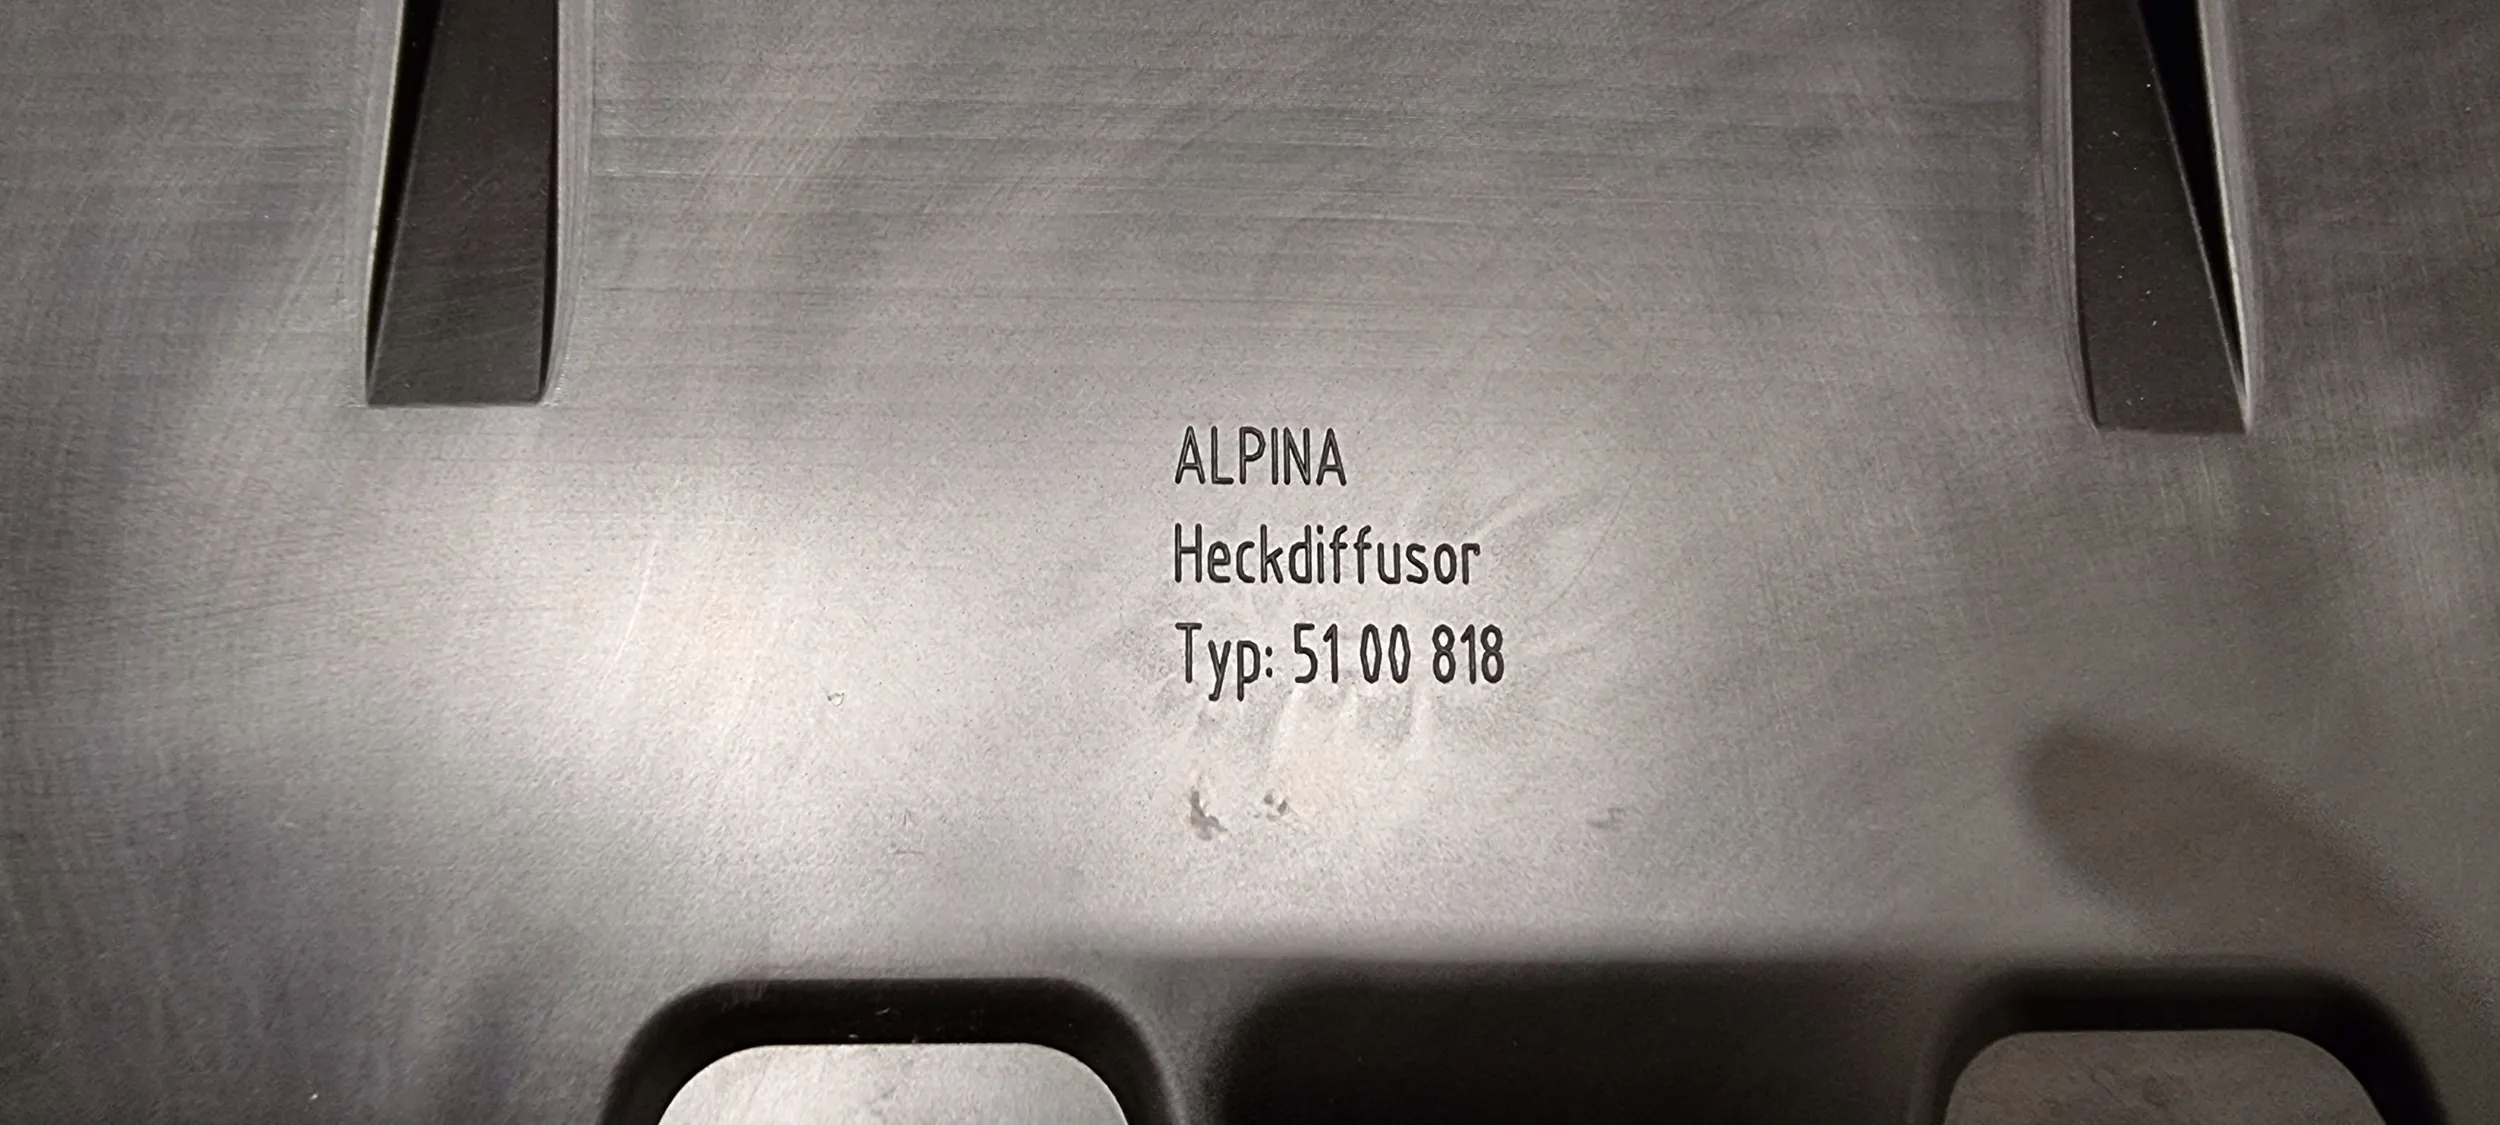 ALPINA
Heckdiffusor
Typ: 51 00 818